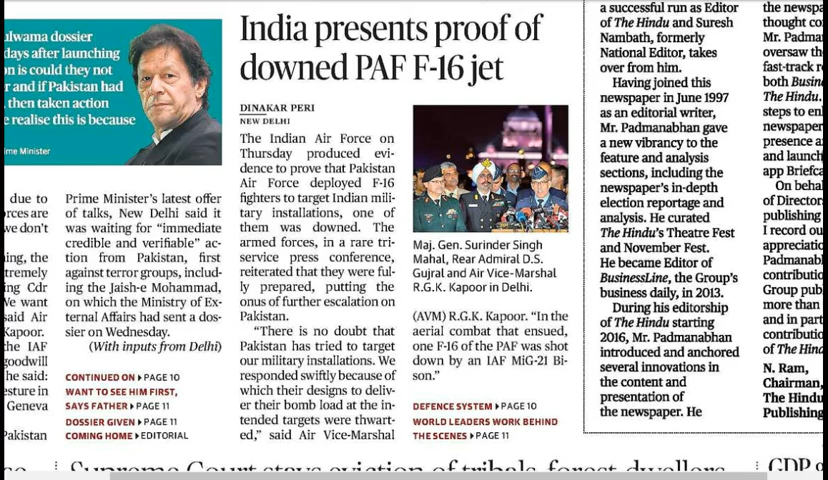 ulwama dossier
days after launching
on is could they not
r and if Pakistan had
then taken action
e realise this is because
ime Minister
due to
rces are
we don't
ning, the
tremely
ing Cdr
We want
said Air
Kapoor.
the IAF
goodwill
he said:
esture in
Geneva
Pakistan
Prime Minister's latest offer
of talks, New Delhi said it
was waiting for "immediate
credible and verifiable" ac-
tion from Pakistan, first
against terror groups, includ-
ing the Jaish-e Mohammad,
on which the Ministry of Ex-
ternal Affairs had sent a dos-
sier on Wednesday.
(With inputs from Delhi)
CONTINUED ON ▸ PAGE 10
WANT TO SEE HIM FIRST,
SAYS FATHER ▸ PAGE 11
DOSSIER GIVEN ▸ PAGE 11
COMING HOME ▸ EDITORIAL
India presents proof of
downed PAF F-16 jet
DINAKAR PERI
NEW DELHI
The Indian Air Force on
Thursday produced evi-
dence to prove that Pakistan
Air Force deployed F-16
fighters to target Indian mili-
tary installations, one of
them was downed. The
armed forces, in a rare tri-
service press conference,
reiterated that they were ful-
ly prepared, putting the
onus of further escalation on
Pakistan.
"There is no doubt that
Pakistan has tried to target
our military installations. We
responded swiftly because of
which their designs to deliv-
er their bomb load at the in-
tended targets were thwart-
ed," said Air Vice-Marshal
Maj. Gen. Surinder Singh
Mahal, Rear Admiral D.S.
Gujral and Air Vice-Marshal
R.G.K. Kapoor in Delhi.
(AVM) R.G.K. Kapoor. "In the
aerial combat that ensued,
one F-16 of the PAF was shot
down by an IAF MiG-21 Bi-
son."
DEFENCE SYSTEM ▸ PAGE 10
WORLD LEADERS WORK BEHIND
THE SCENES ▸ PAGE 11
a successful run as Editor
of The Hindu and Suresh
Nambath, formerly
National Editor, takes
over from him.
Having joined this
newspaper in June 1997
as an editorial writer,
Mr. Padmanabhan gave
a new vibrancy to the
feature and analysis
sections, including the
newspaper's in-depth
election reportage and
analysis. He curated
The Hindu's Theatre Fest
and November Fest.
He became Editor of
BusinessLine, the Group's
business daily, in 2013.
During his editorship
of The Hindu starting
2016, Mr. Padmanabhan
introduced and anchored
several innovations in
the content and
presentation of
the newspaper. He
the newspa
thought co
Mr. Padma
oversaw th
fast-track r
both Busin
The Hindu.
steps to en
newspaper
presence a
and launch
app Briefca
On behal
of Director
publishing
I record ou
appreciatio
Padmanabl
contributio
Group pub
more than
and in part
contributio
of The Hind
N. Ram,
Chairman,
The Hindu
Publishing
Supreme Court stays eviction of tribals, forest dwellers
GDP